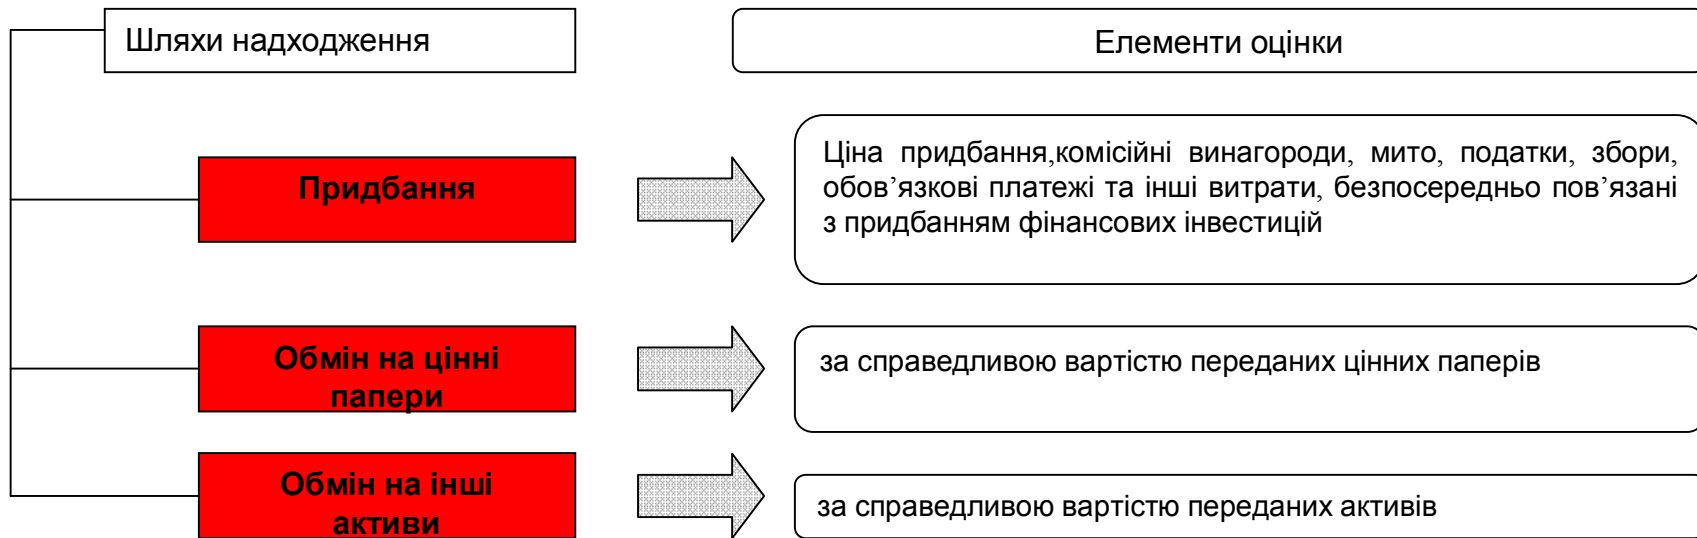 Шляхи надходження
Елементи оцінки
Придбання
Ціна придбання,комісійні винагороди, мито, податки, збори,
обов’язкові платежі та інші витрати, безпосередньо пов’язані
з придбанням фінансових інвестицій
Обмін на цінні
папери
за справедливою вартістю переданих цінних паперів
Обмін на інші
активи
за справедливою вартістю переданих активів